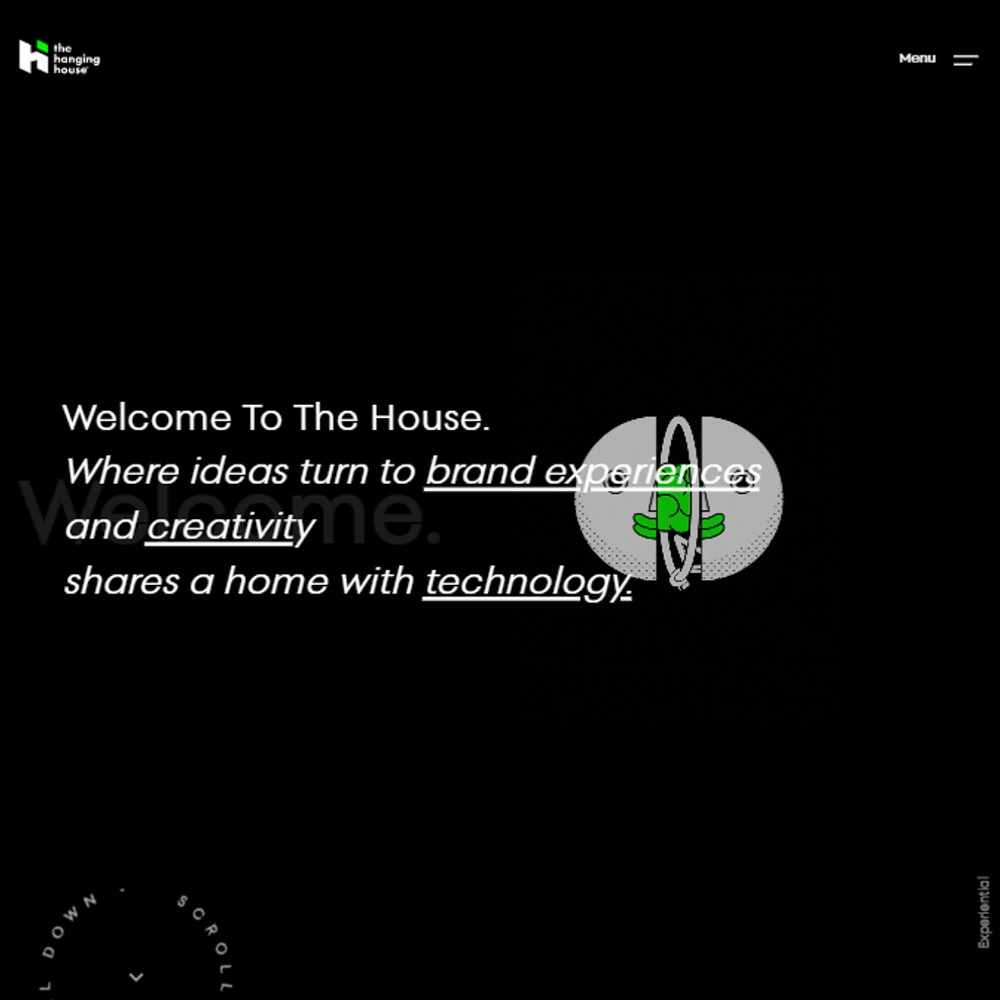 the
hanging
house
Menu
Welcome To The House.
Where ideas turn to brand experiences
Welcome.
and creativity
shares a home with technology.
SCROLL
DOWN
Experiential